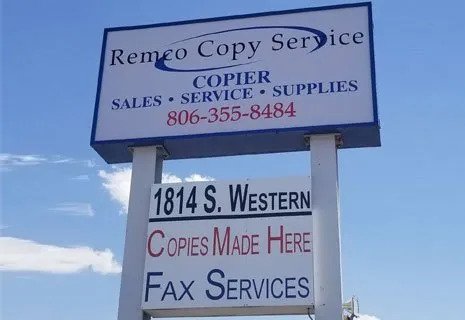 Remco Copy Service
COPIER
SALES • SERVICE • SUPPLIES
806-355-8484
1814 S. WESTERN
COPIES MADE HERE
FAX SERVICES